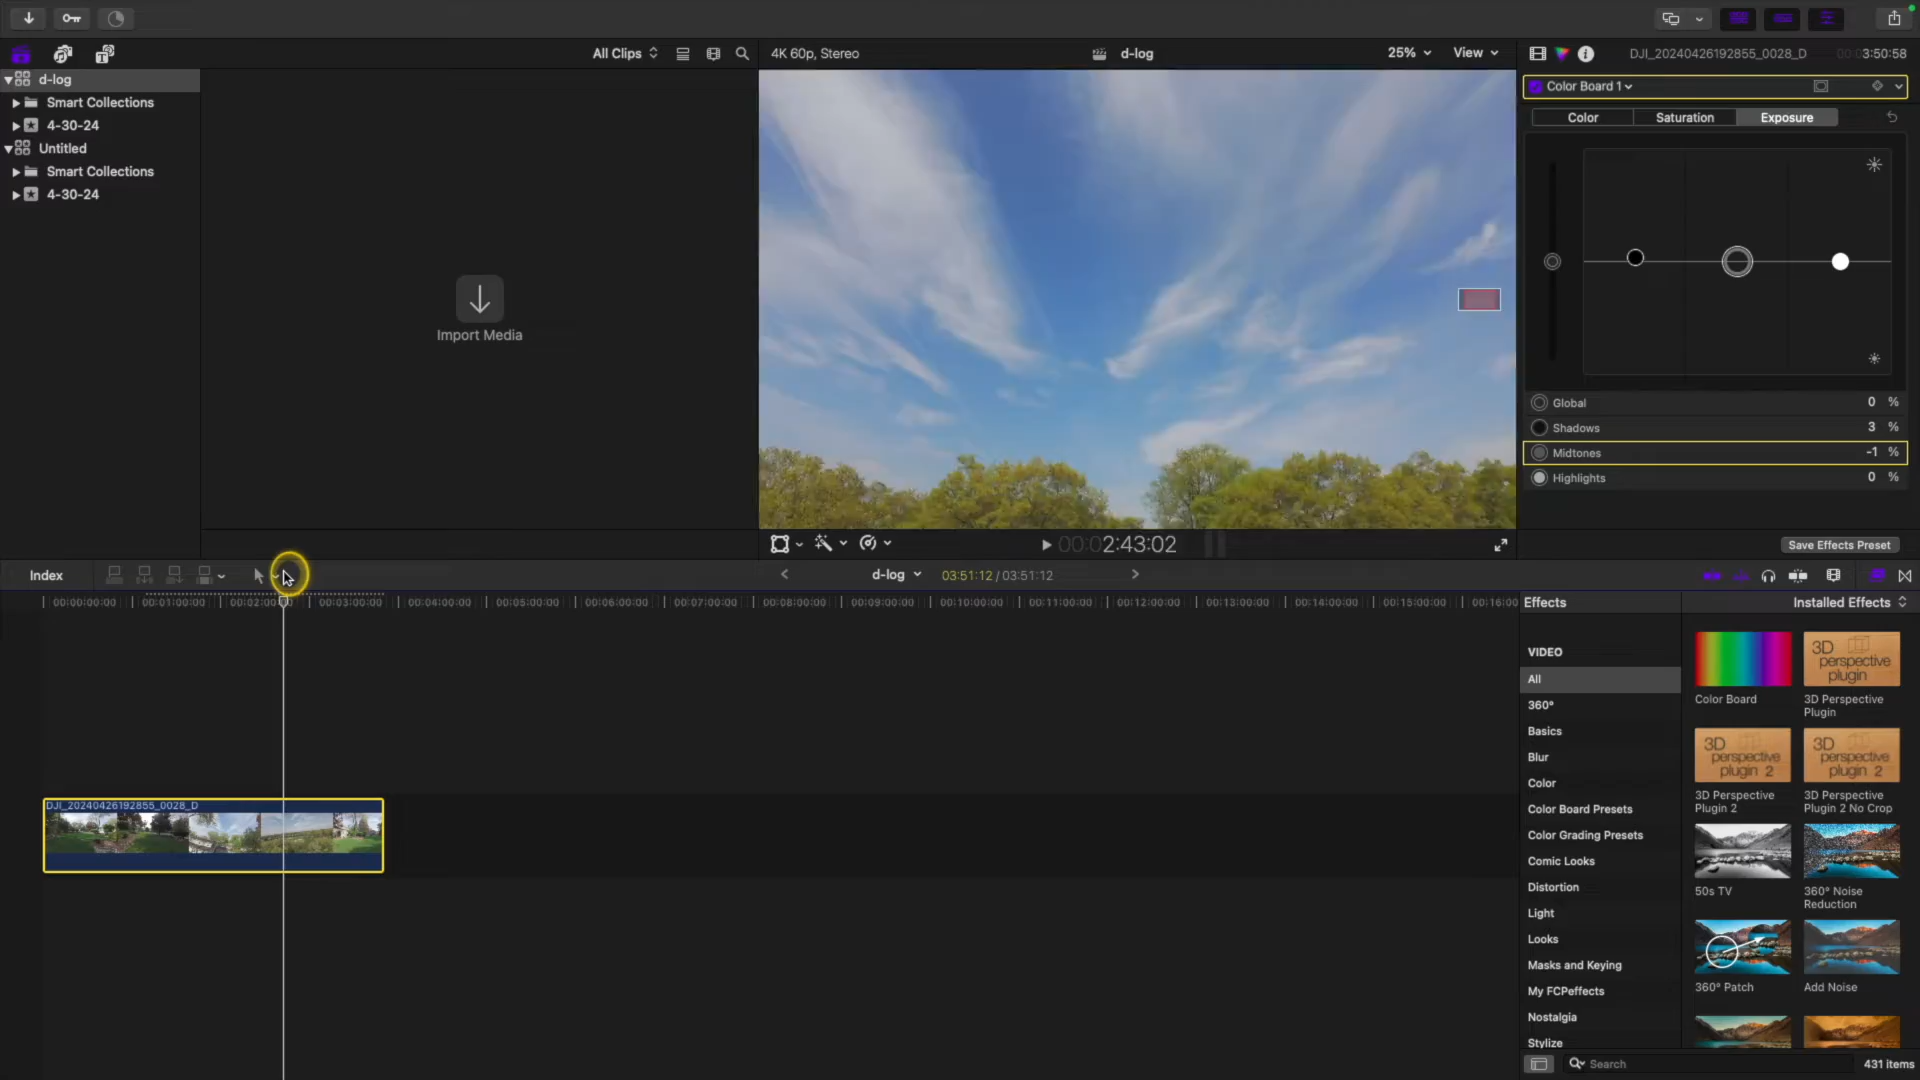 All Clips
4K 60p, Stereo
d-log
25%
View
DJI_20240426192855_0028_D
3:50:58
d-log
Smart Collections
4-30-24
Untitled
Smart Collections
4-30-24
Import Media
Color Board 1
Color
Saturation
Exposure
Global
0 %
Shadows
3 %
Midtones
-1 %
Highlights
0 %
Save Effects Preset
00:02:43:02
Index
d-log
03:51:12 / 03:51:12
00:00:00:00
00:01:00:00
00:02:00:00
00:03:00:00
00:04:00:00
00:05:00:00
00:06:00:00
00:07:00:00
00:08:00:00
00:09:00:00
00:10:00:00
00:11:00:00
00:12:00:00
00:13:00:00
00:14:00:00
00:15:00:00
00:16:00
DJI_20240426192855_0028_D
Effects
Installed Effects
VIDEO
All
360°
Basics
Blur
Color
Color Board Presets
Color Grading Presets
Comic Looks
Distortion
Light
Looks
Masks and Keying
My FCPeffects
Nostalgia
Stylize
3D perspective plugin
Color Board
3D Perspective Plugin
3D perspective plugin 2
3D perspective plugin 2
3D Perspective Plugin 2
3D Perspective Plugin 2 No Crop
50s TV
360° Noise Reduction
360° Patch
Add Noise
Search
431 items